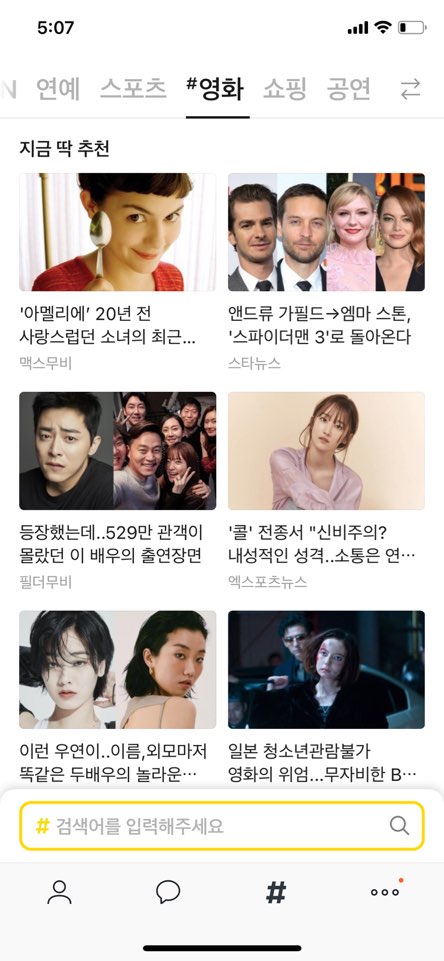 5:07
N 연예 스포츠 #영화 쇼핑 공연
지금 딱 추천
'아멜리에’ 20년 전
사랑스럽던 소녀의 최근...
맥스무비
앤드류 가필드→엠마 스톤,
'스파이더맨 3'로 돌아온다
스타뉴스
등장했는데..529만 관객이
몰랐던 이 배우의 출연장면
필더무비
'콜' 전종서 "신비주의?
내성적인 성격..소통은 연…
엑스포츠뉴스
이런 우연이..이름,외모마저
똑같은 두배우의 놀라운…
일본 청소년관람불가
영화의 위엄...무자비한 B…
# 검색어를 입력해주세요
#